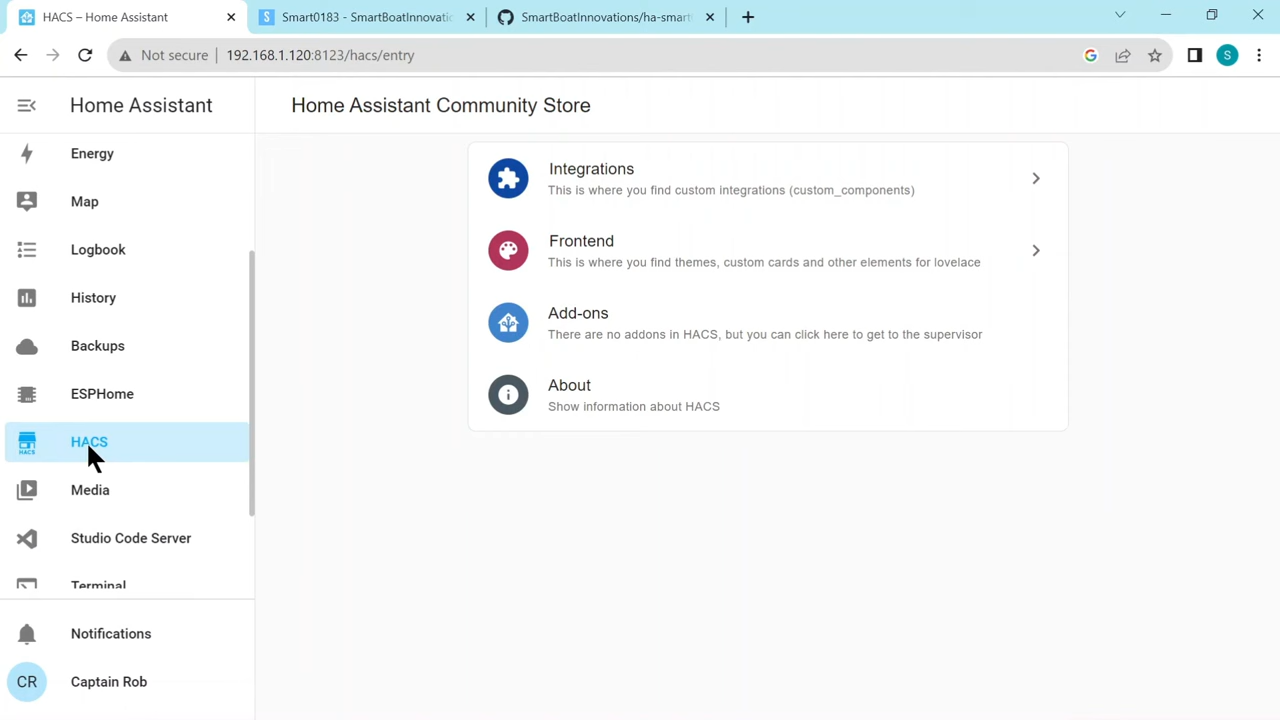 HACS – Home Assistant
Smart0183 - SmartBoatInnovatio
SmartBoatInnovations/ha-smart
Not secure
192.168.1.120:8123/hacs/entry
S
Home Assistant
Home Assistant Community Store
Energy
Map
Logbook
History
Backups
ESPHome
HACS
HACS
Media
Studio Code Server
Terminal
Notifications
CR
Captain Rob
Integrations
This is where you find custom integrations (custom_components)
Frontend
This is where you find themes, custom cards and other elements for lovelace
Add-ons
There are no addons in HACS, but you can click here to get to the supervisor
About
Show information about HACS